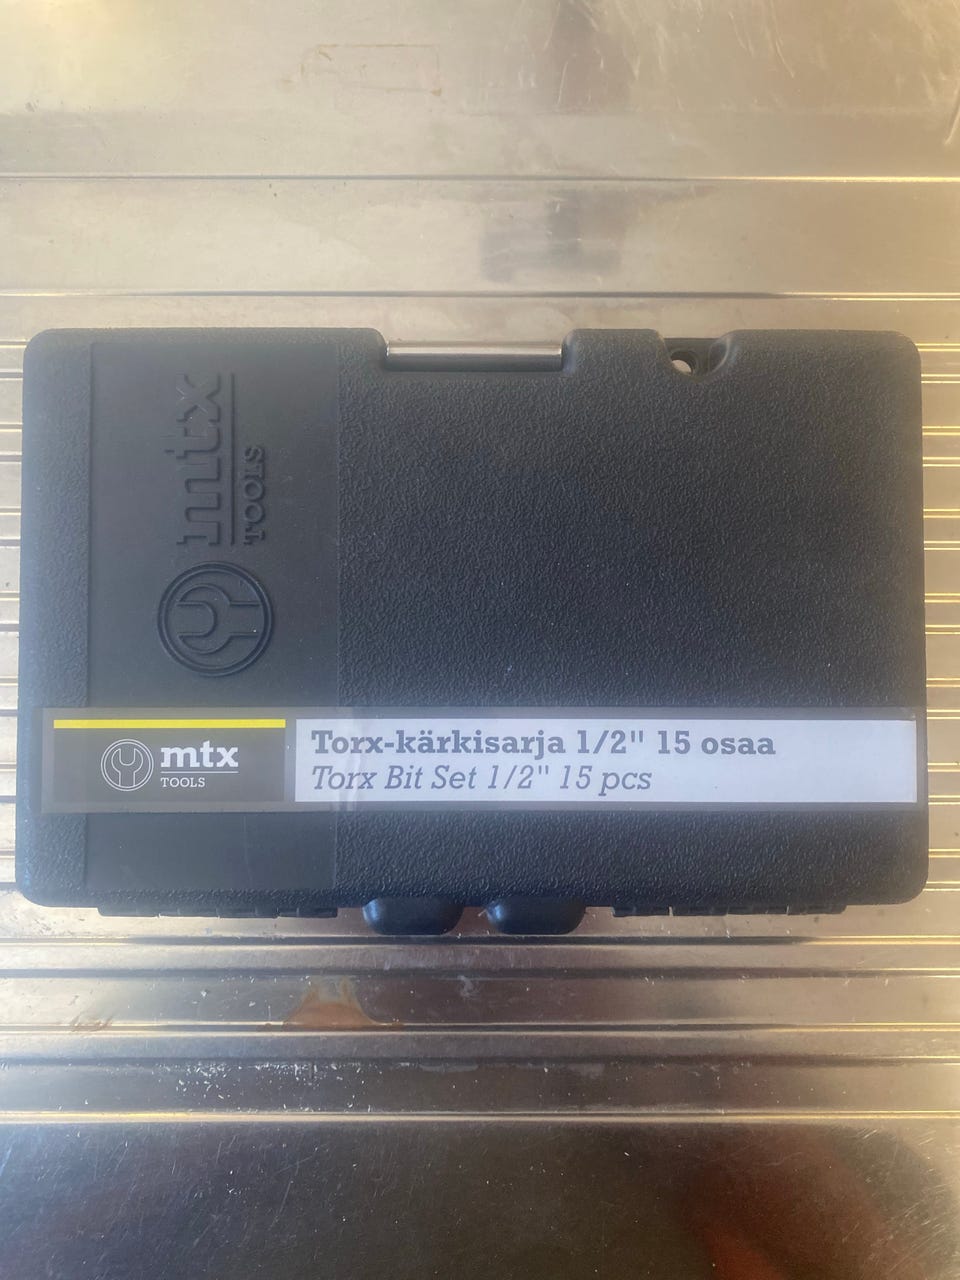 mtx
TOOLS
mtx
TOOLS
Torx-kärkisarja 1/2" 15 osaa
Torx Bit Set 1/2" 15 pcs